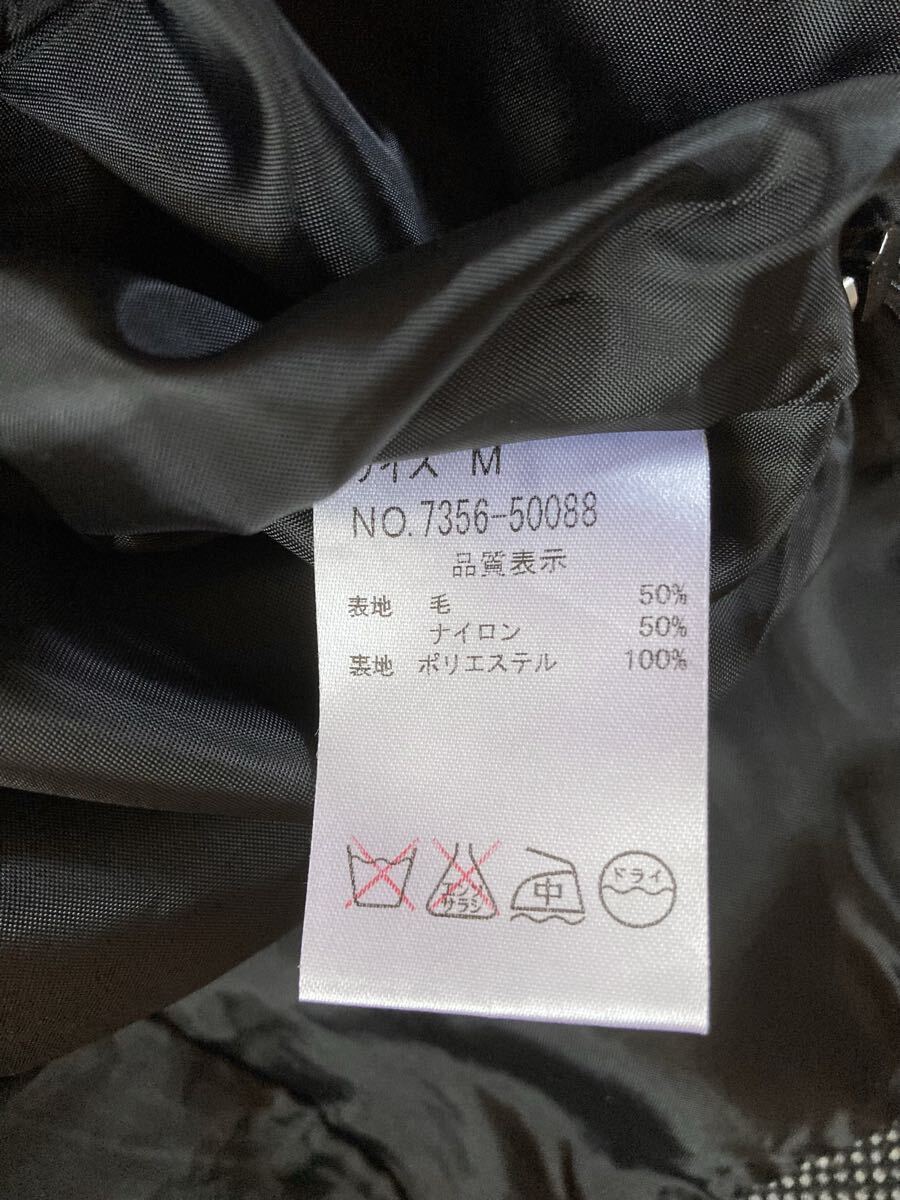 サイズ M
NO.7356-50088
品質表示
表地 毛 50%
ナイロン 50%
裏地 ポリエステル 100%
エンソ
サラシ
中
ドライ